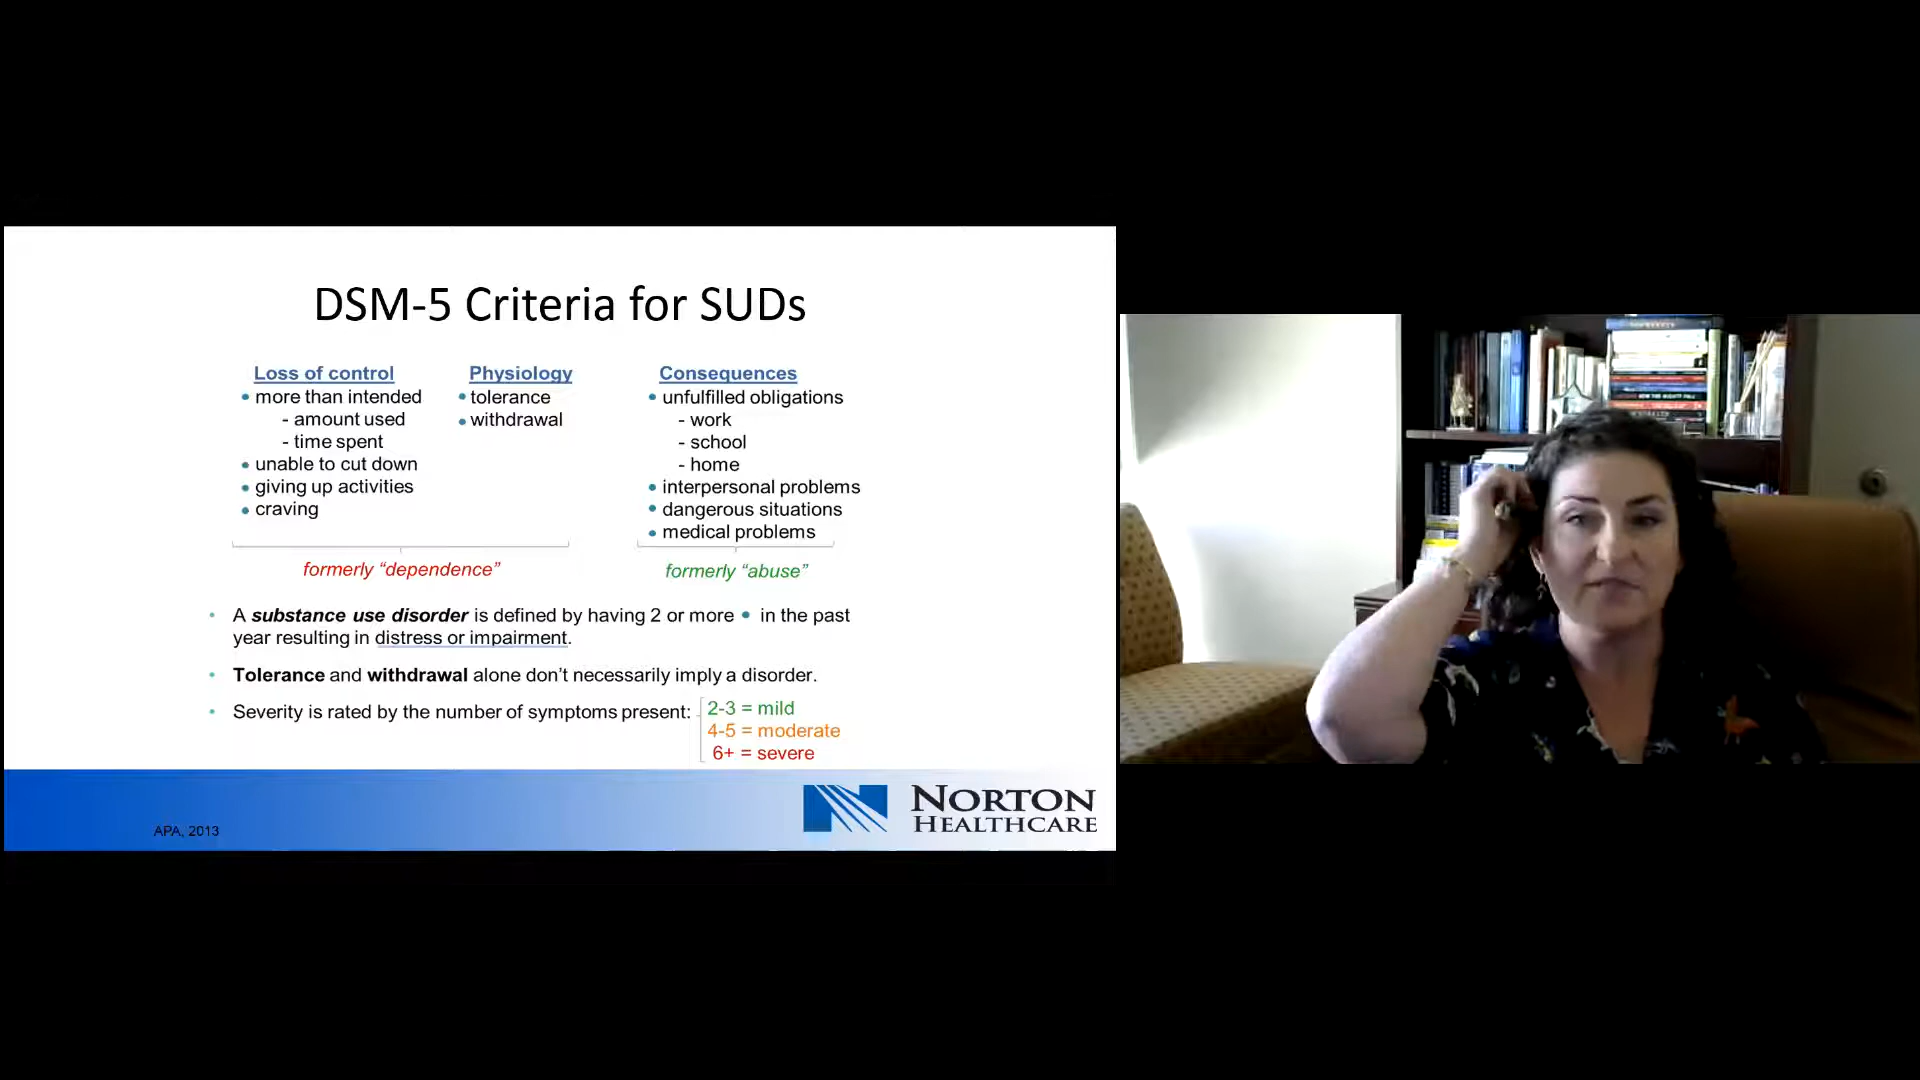 DSM-5 Criteria for SUDs
Loss of control
• more than intended
- amount used
- time spent
• unable to cut down
• giving up activities
• craving
Physiology
• tolerance
• withdrawal
Consequences
• unfulfilled obligations
- work
- school
- home
• interpersonal problems
• dangerous situations
• medical problems
formerly “dependence”
formerly “abuse”
• A substance use disorder is defined by having 2 or more • in the past
year resulting in distress or impairment.
• Tolerance and withdrawal alone don’t necessarily imply a disorder.
• Severity is rated by the number of symptoms present:
2-3 = mild
4-5 = moderate
6+ = severe
APA, 2013
NORTON
HEALTHCARE